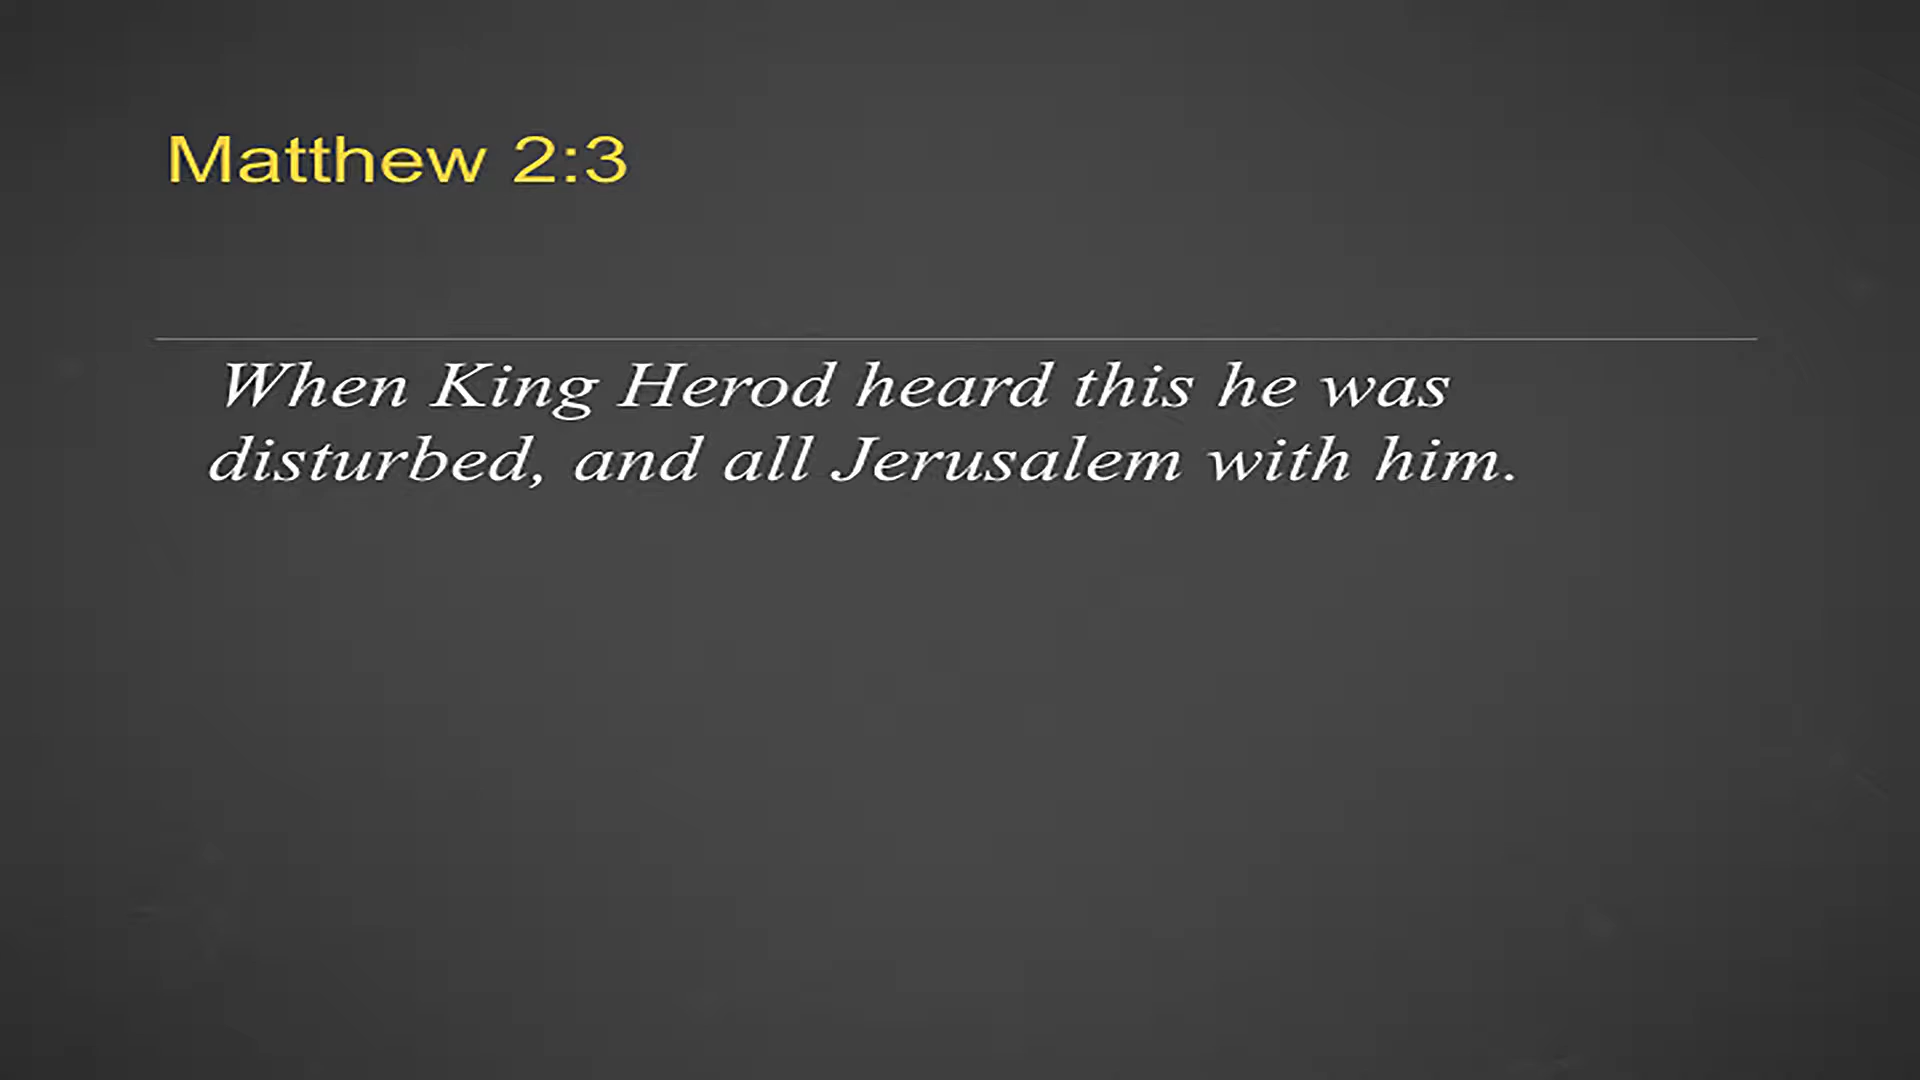 Matthew 2:3
When King Herod heard this he was
disturbed, and all Jerusalem with him.